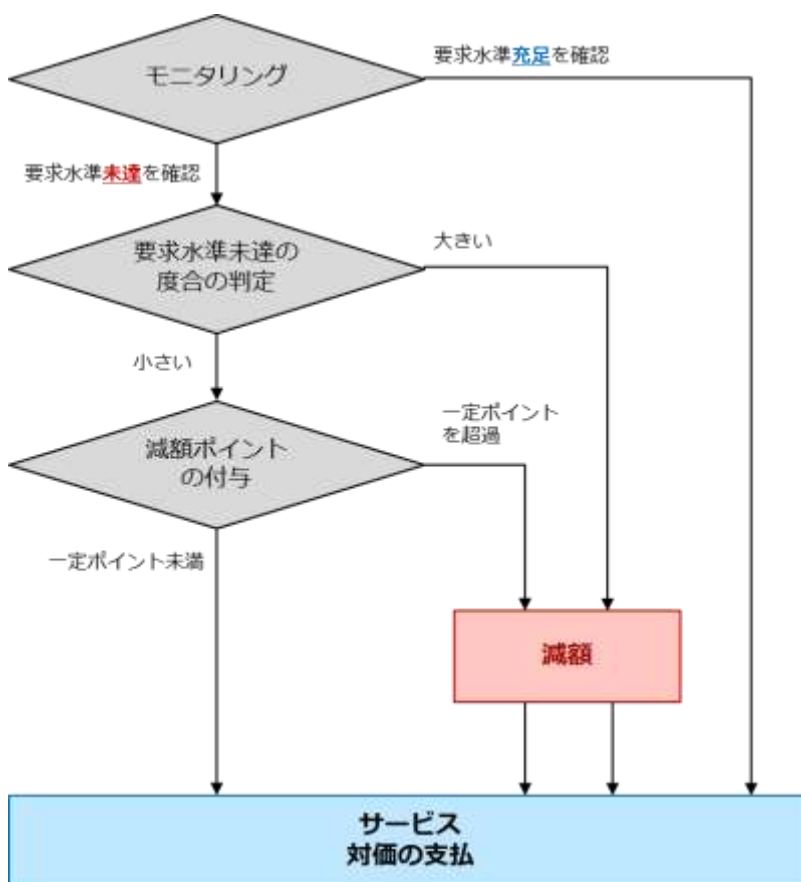 モニタリング
要求水準充足を確認
要求水準未達を確認
要求水準未達の
度合の判定
大きい
小さい
減額ポイント
の付与
一定ポイント
を超過
一定ポイント未満
減額
サービス
対価の支払